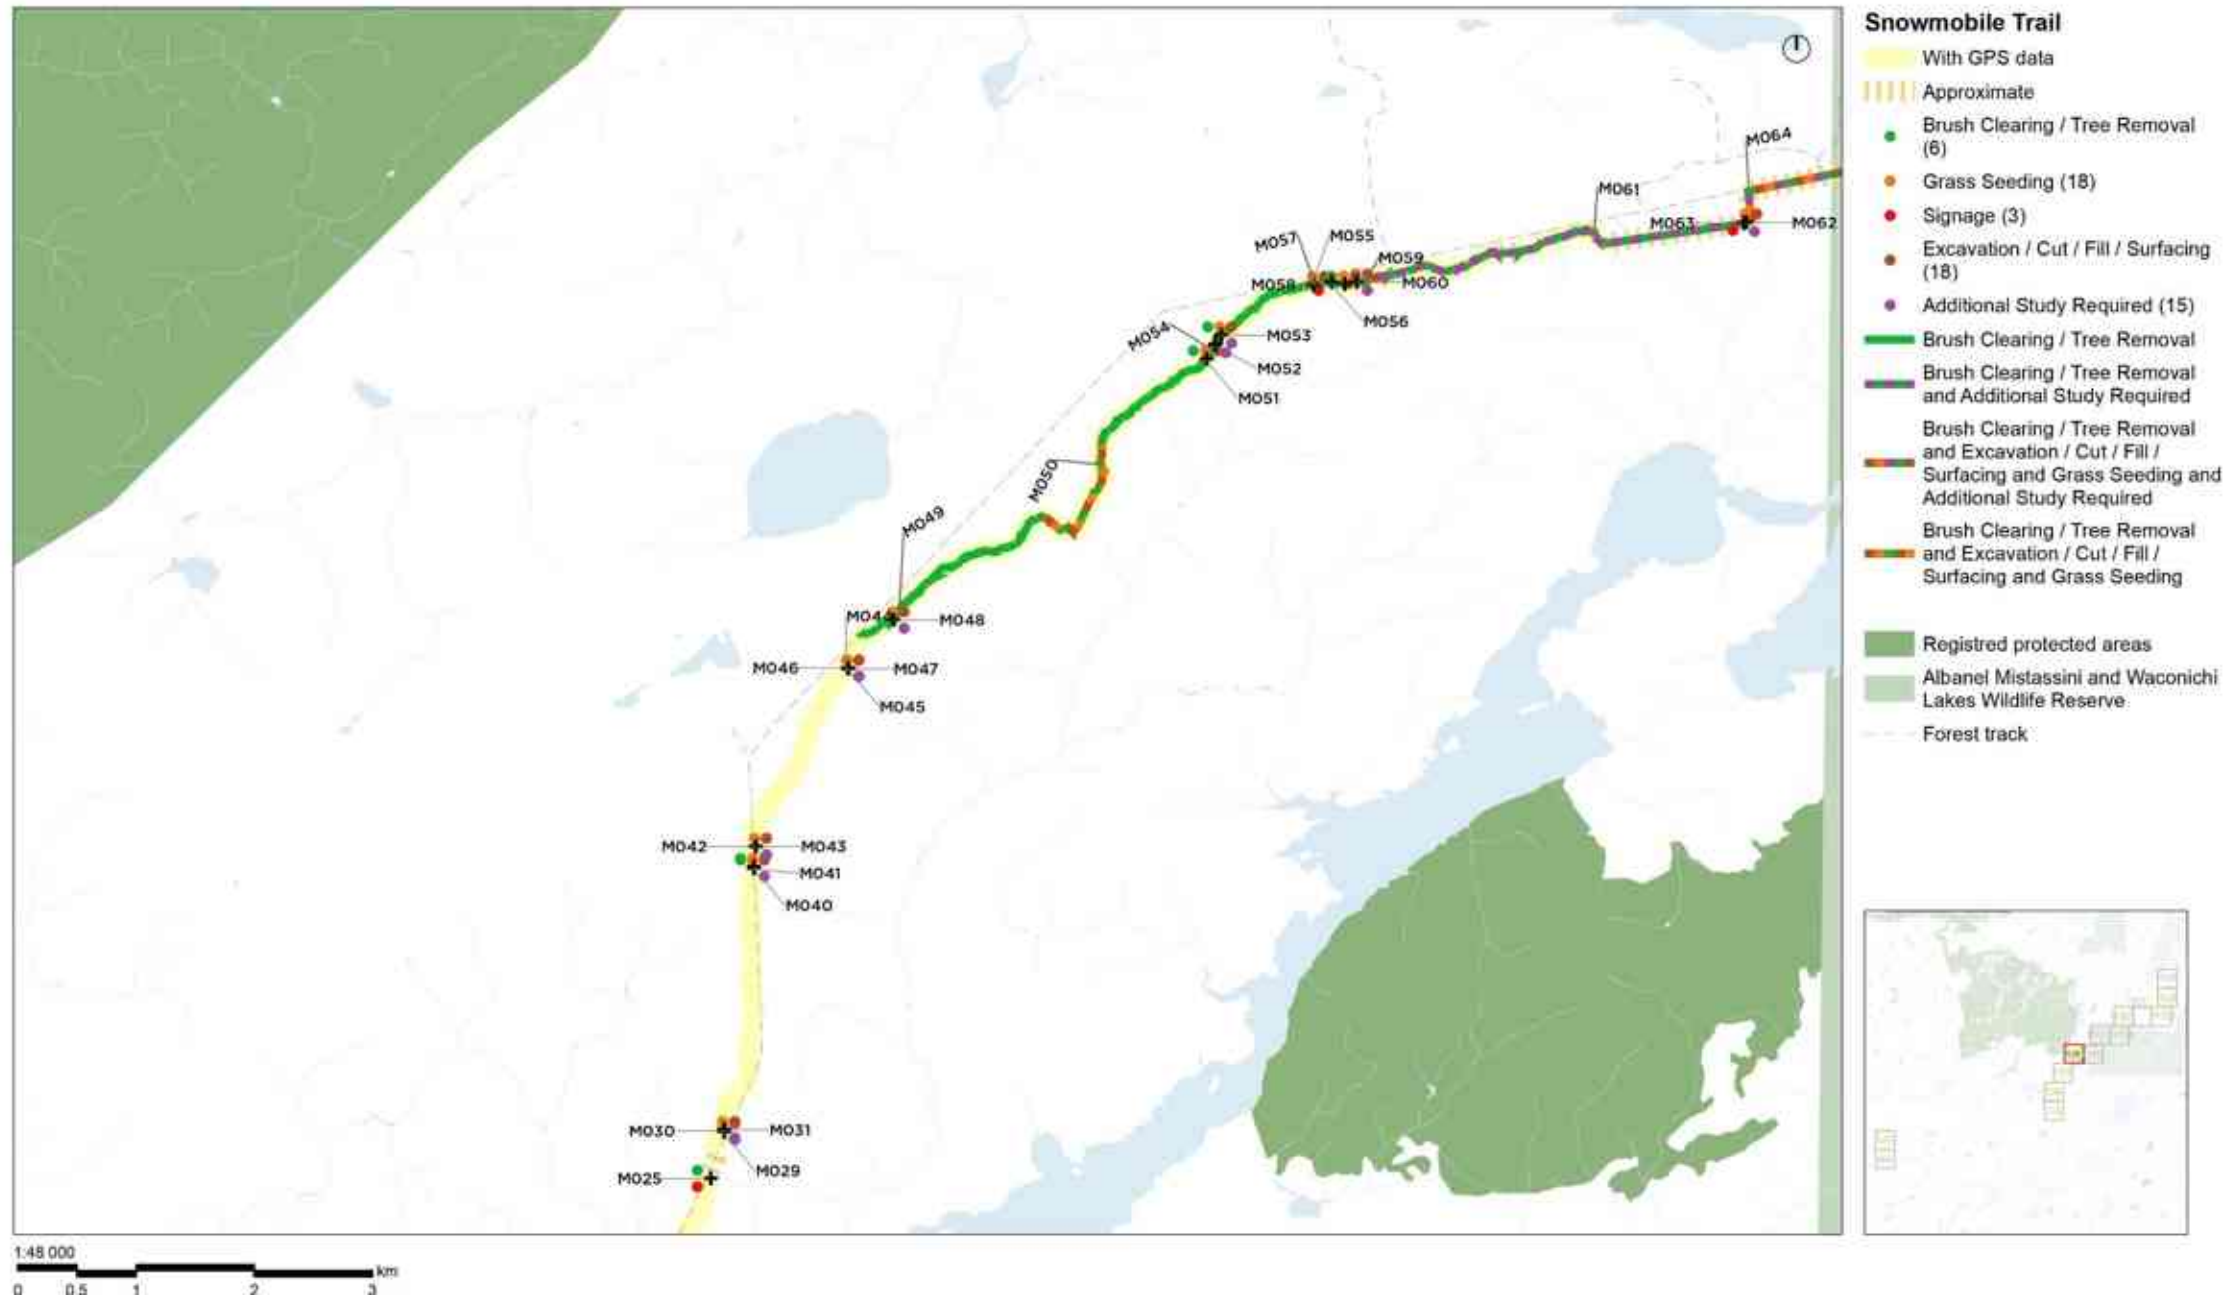 Snowmobile Trail
With GPS data
Approximate
Brush Clearing / Tree Removal
(6)
Grass Seeding (18)
Signage (3)
Excavation / Cut / Fill / Surfacing
(18)
Additional Study Required (15)
Brush Clearing / Tree Removal
Brush Clearing / Tree Removal
and Additional Study Required
Brush Clearing / Tree Removal
and Excavation / Cut / Fill /
Surfacing and Grass Seeding and
Additional Study Required
Brush Clearing / Tree Removal
and Excavation / Cut / Fill /
Surfacing and Grass Seeding
Registred protected areas
Albanel Mistassini and Waconichi
Lakes Wildlife Reserve
Forest track
M064
M061
M063
M062
M057
M055
M059
M058
M060
M056
M054
M053
M052
M051
M050
M049
M04
M048
M046
M047
M045
M042
M043
M041
M040
M030
M031
M029
M025
1:48 000
km
0 0.5 1 2 3